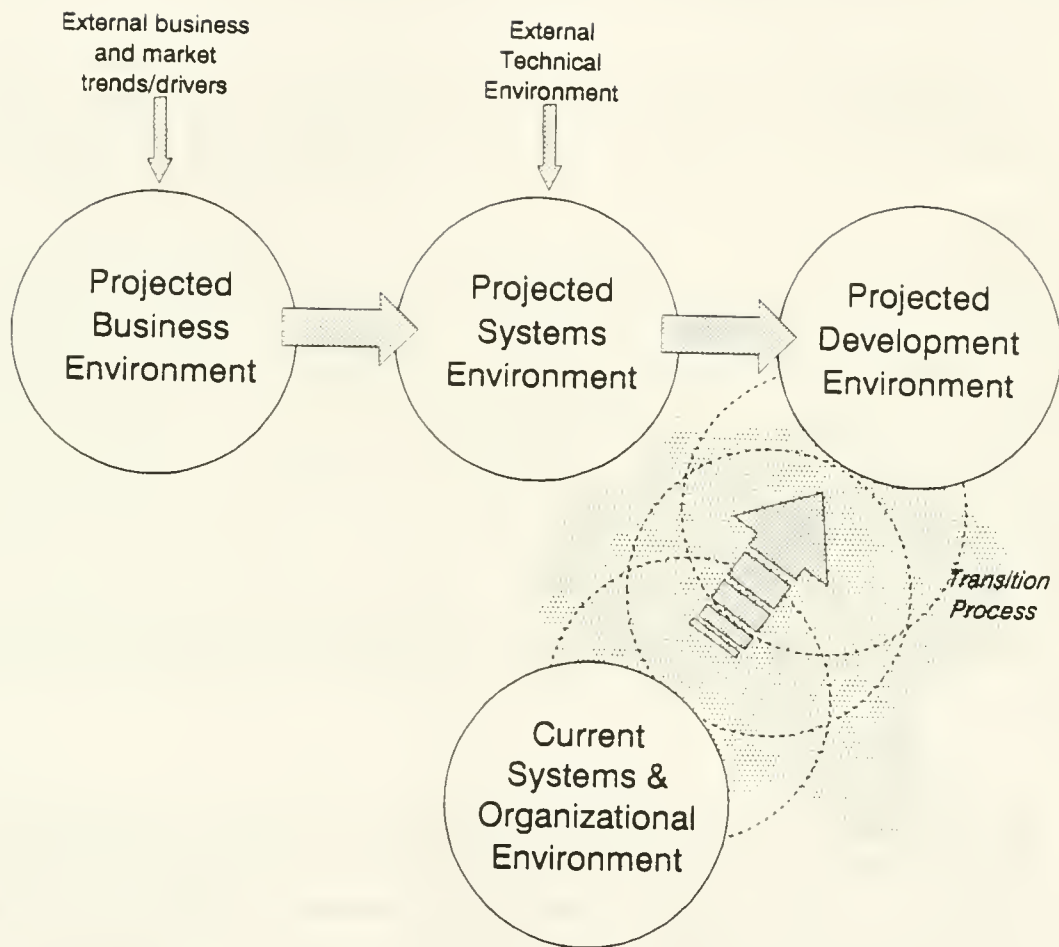 External business
and market
trends/drivers
External
Technical
Environment
Projected
Business
Environment
Projected
Systems
Environment
Projected
Development
Environment
Transition
Process
Current
Systems &
Organizational
Environment